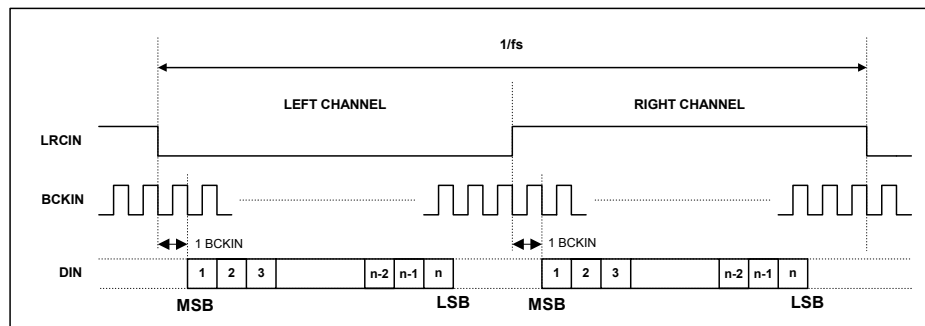 1/fs
LEFT CHANNEL RIGHT CHANNEL
LRCIN
BCKIN
1 BCKIN 1 BCKIN
DIN 1 2 3 n-2 n-1 n 1 2 3 n-2 n-1 n
MSB LSB MSB LSB